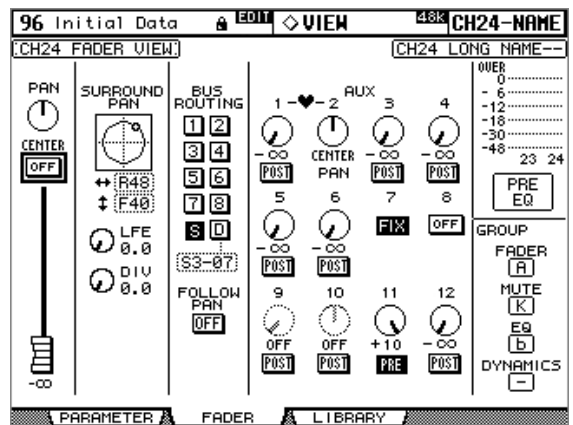 96 Initial Data EDIT ◇VIEW 48K CH24-NAME
CH24 FADER VIEW
CH24 LONG NAME--
PAN
CENTER
OFF
-∞
SURROUND
PAN
↔ R48
↕ F40
LFE
0.0
DIV
0.0
BUS
ROUTING
1 2
3 4
5 6
7 8
S D
S3-07
FOLLOW
PAN
OFF
AUX
1 -♥- 2 3 4
-∞ CENTER -∞ -∞
POST PAN POST POST
5 6 7 8
FIX OFF
-∞ -∞
POST POST
9 10 11 12
OFF OFF +10 -∞
POST POST PRE POST
OVER
0
- 6
-12
-18
-30
-48
23 24
PRE
EQ
GROUP
FADER
A
MUTE
K
EQ
b
DYNAMICS
-
PARAMETER FADER LIBRARY